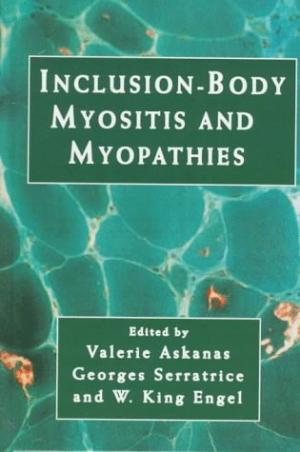 INCLUSION-BODY
MYOSITIS AND
MYOPATHIES
Edited by
Valerie Askanas
Georges Serratrice
and W. King Engel